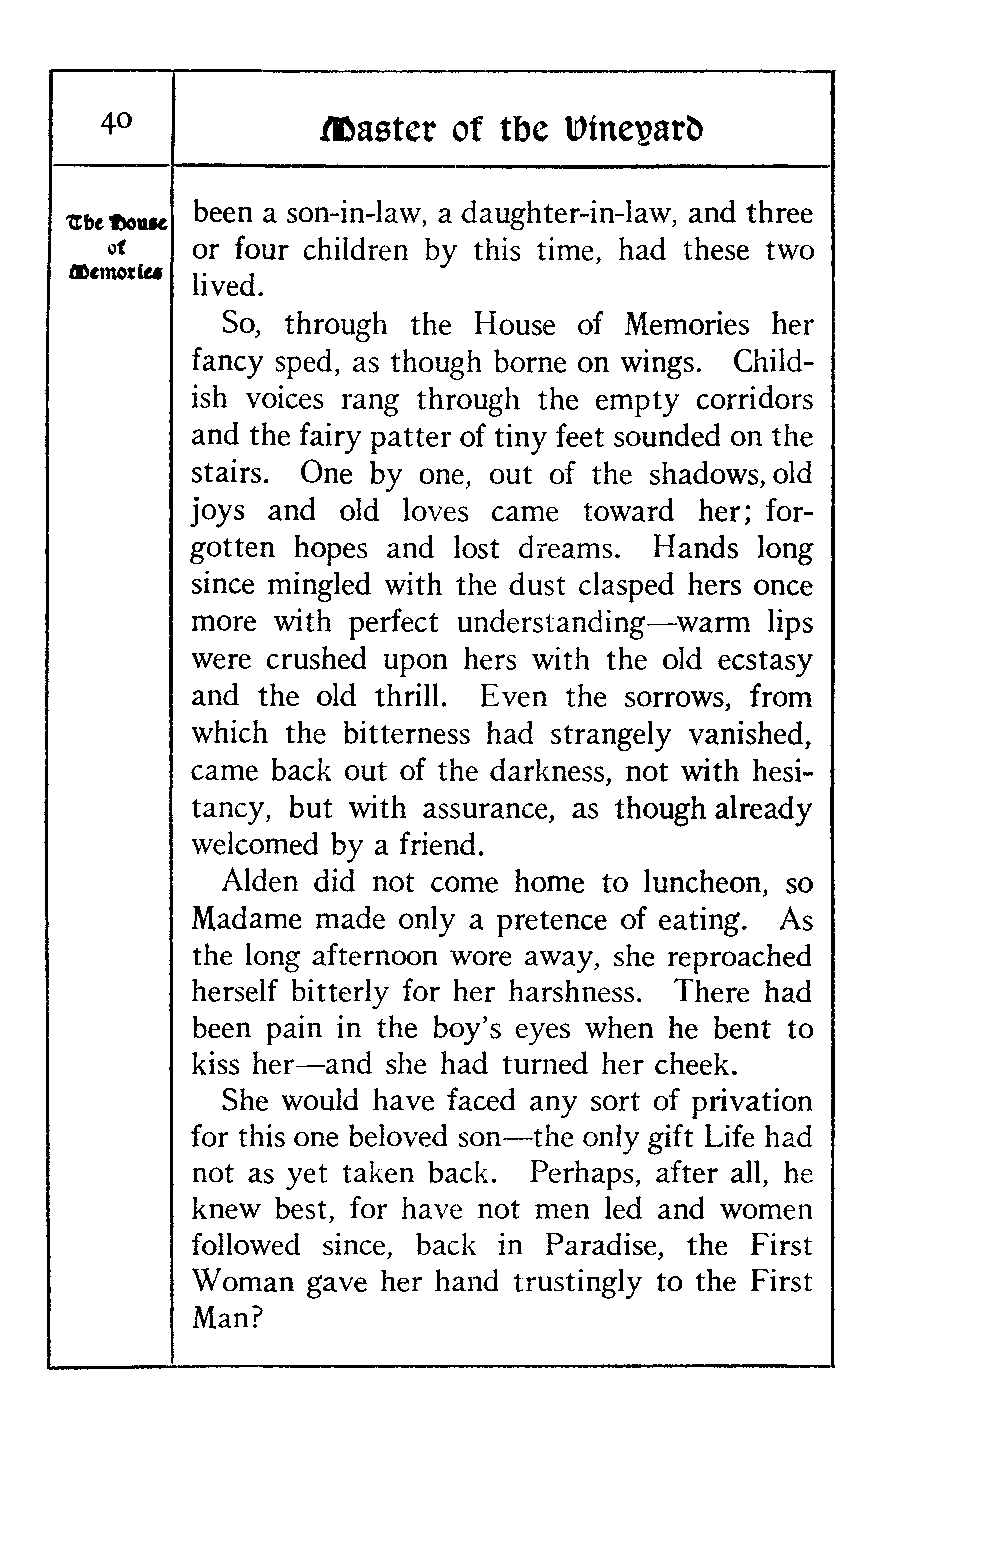 40
Master of the Vineyard
The House
of
Memories
been a son-in-law, a daughter-in-law, and three
or four children by this time, had these two
lived.
So, through the House of Memories her
fancy sped, as though borne on wings. Child-
ish voices rang through the empty corridors
and the fairy patter of tiny feet sounded on the
stairs. One by one, out of the shadows, old
joys and old loves came toward her; for-
gotten hopes and lost dreams. Hands long
since mingled with the dust clasped hers once
more with perfect understanding—warm lips
were crushed upon hers with the old ecstasy
and the old thrill. Even the sorrows, from
which the bitterness had strangely vanished,
came back out of the darkness, not with hesi-
tancy, but with assurance, as though already
welcomed by a friend.
Alden did not come home to luncheon, so
Madame made only a pretence of eating. As
the long afternoon wore away, she reproached
herself bitterly for her harshness. There had
been pain in the boy's eyes when he bent to
kiss her—and she had turned her cheek.
She would have faced any sort of privation
for this one beloved son—the only gift Life had
not as yet taken back. Perhaps, after all, he
knew best, for have not men led and women
followed since, back in Paradise, the First
Woman gave her hand trustingly to the First
Man?